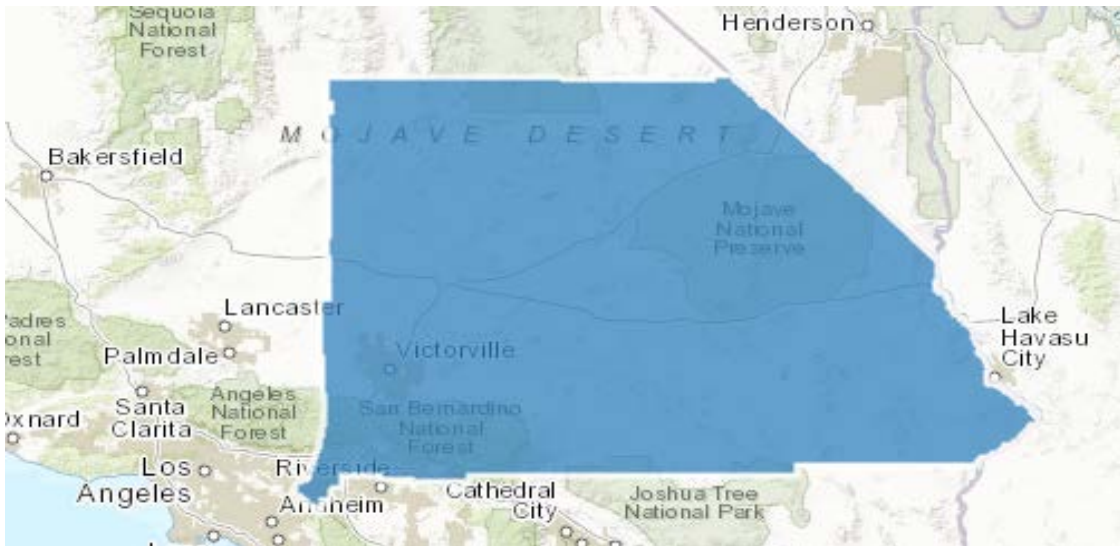 Sequoia
National
Forest
Henderson
MOJAVE DESERT
Bakersfield
Mojave
National
Preserve
Lancaster
Lake
Havasu
City
Padres
onal
est
Palmdale
Victorville
Santa
Clarita
Angeles
National
Forest
San Bernardino
National
Forest
Oxnard
Los
Angeles
Riverside
Anaheim
Cathedral
City
Joshua Tree
National Park